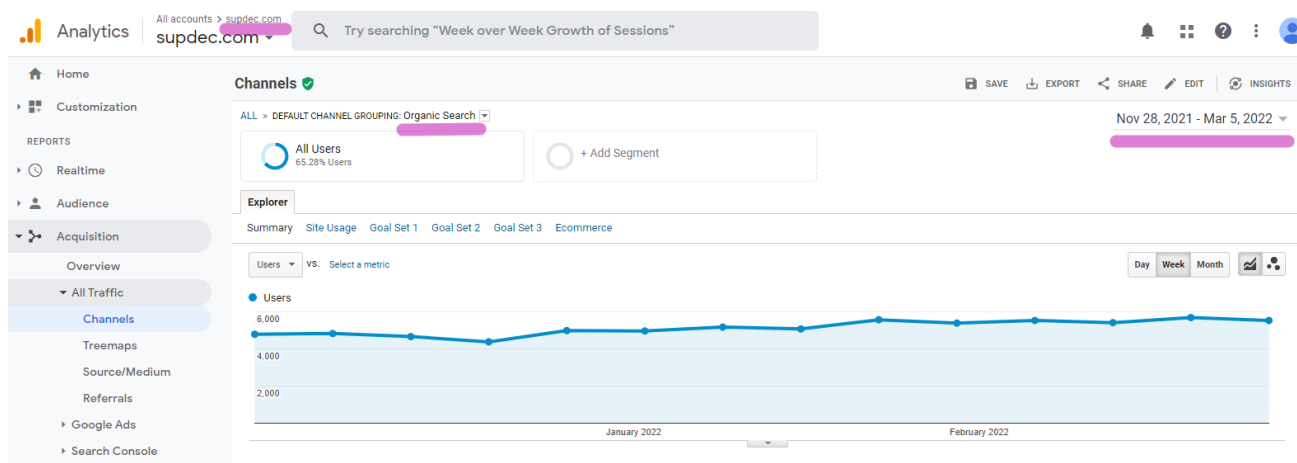 Analytics
All accounts > supdec.com
supdec.com
Try searching “Week over Week Growth of Sessions”
Home
Customization
REPORTS
Realtime
Audience
Acquisition
Overview
All Traffic
Channels
Treemaps
Source/Medium
Referrals
Google Ads
Search Console
Channels
SAVE
EXPORT
SHARE
EDIT
INSIGHTS
ALL » DEFAULT CHANNEL GROUPING: Organic Search
Nov 28, 2021 - Mar 5, 2022
All Users
65.28% Users
+ Add Segment
Explorer
Summary Site Usage Goal Set 1 Goal Set 2 Goal Set 3 Ecommerce
Users VS. Select a metric
Day Week Month
Users
6,000
4,000
2,000
January 2022
February 2022